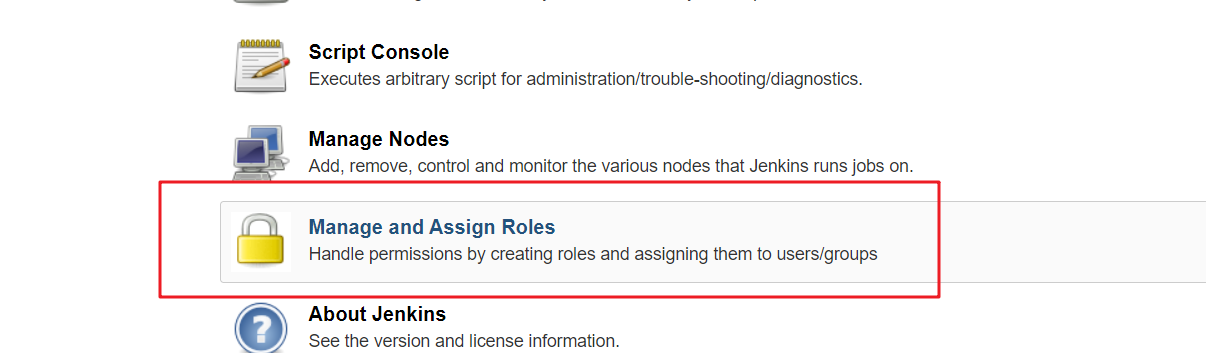 Script Console
Executes arbitrary script for administration/trouble-shooting/diagnostics.
Manage Nodes
Add, remove, control and monitor the various nodes that Jenkins runs jobs on.
Manage and Assign Roles
Handle permissions by creating roles and assigning them to users/groups
About Jenkins
See the version and license information.